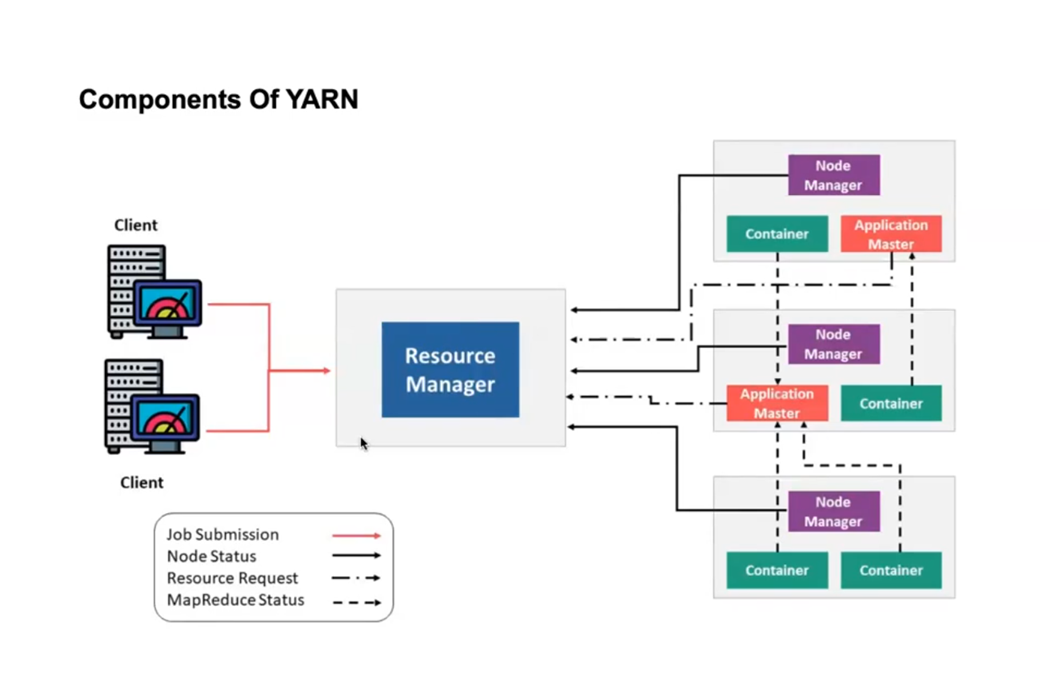 Components Of YARN
Client
Client
Resource
Manager
Node
Manager
Container
Application
Master
Node
Manager
Application
Master
Container
Node
Manager
Container
Container
Job Submission
Node Status
Resource Request
MapReduce Status